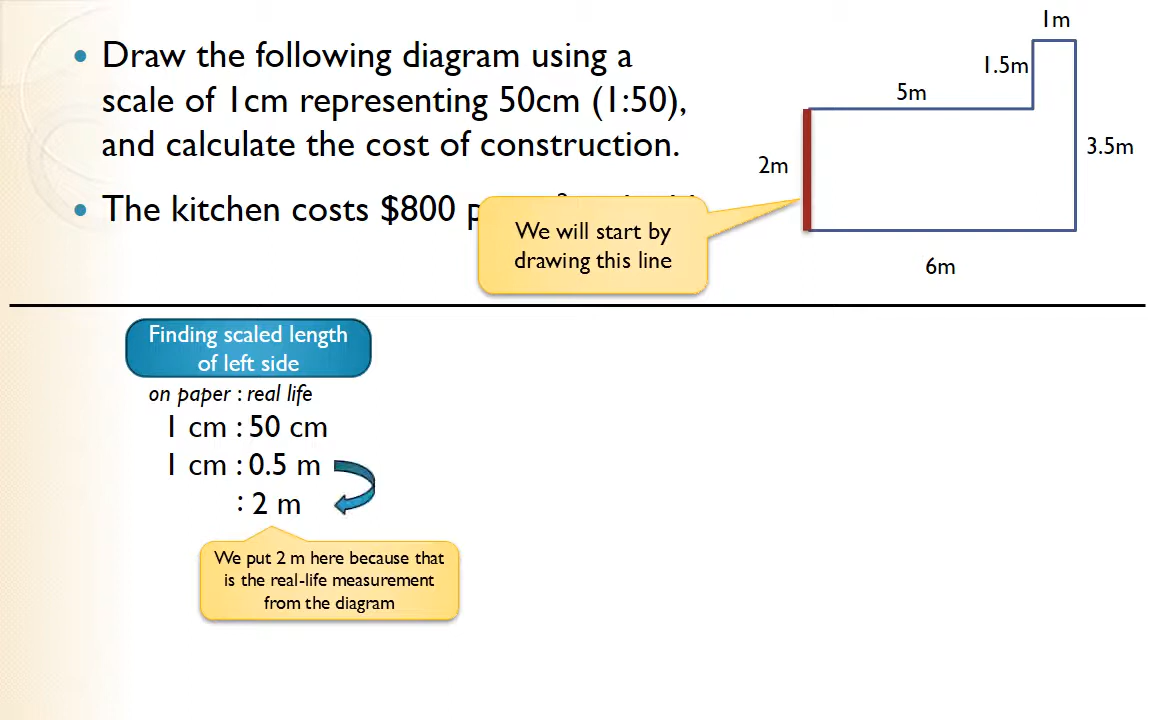 Draw the following diagram using a
scale of 1cm representing 50cm (1:50),
and calculate the cost of construction.
The kitchen costs $800
1m
1.5m
5m
3.5m
2m
6m
We will start by
drawing this line
Finding scaled length
of left side
on paper : real life
1 cm : 50 cm
1 cm : 0.5 m
: 2 m
We put 2 m here because that
is the real-life measurement
from the diagram